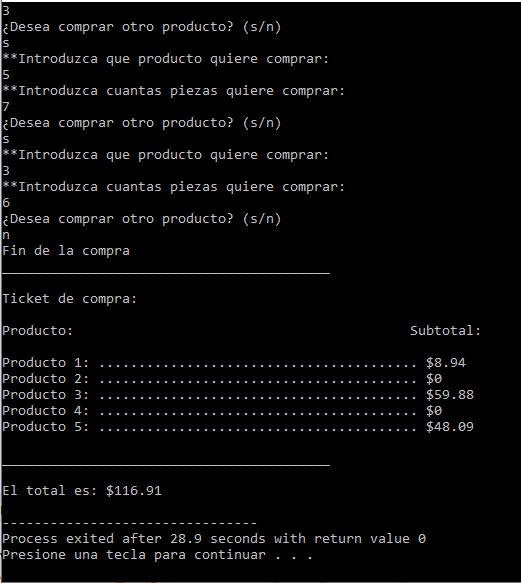 3
¿Desea comprar otro producto? (s/n)
s
**Introduzca que producto quiere comprar:
5
**Introduzca cuantas piezas quiere comprar:
7
¿Desea comprar otro producto? (s/n)
s
**Introduzca que producto quiere comprar:
3
**Introduzca cuantas piezas quiere comprar:
6
¿Desea comprar otro producto? (s/n)
n
Fin de la compra
_________________________________________
Ticket de compra:
Producto: Subtotal:
Producto 1: ........................................ $8.94
Producto 2: ........................................ $0
Producto 3: ........................................ $59.88
Producto 4: ........................................ $0
Producto 5: ........................................ $48.09
_________________________________________
El total es: $116.91
--------------------------------
Process exited after 28.9 seconds with return value 0
Presione una tecla para continuar . . .